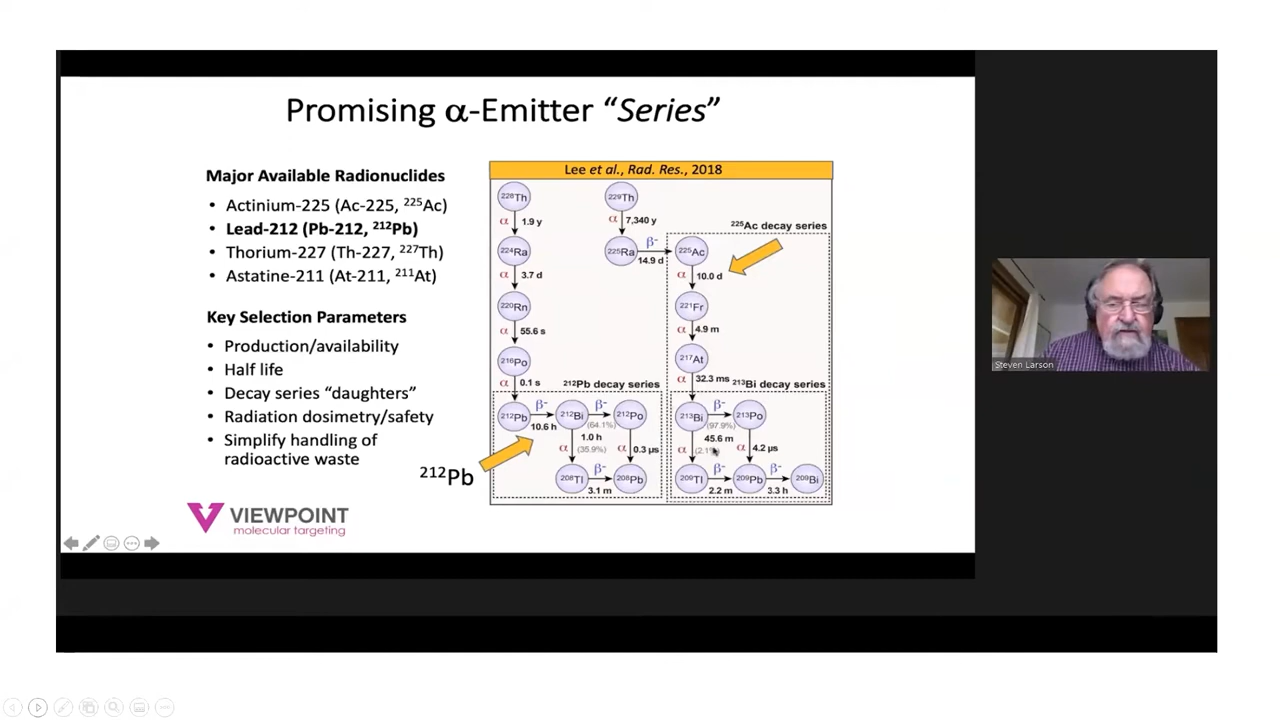 Promising α-Emitter “Series”
Major Available Radionuclides
• Actinium-225 (Ac-225, ²²⁵Ac)
• Lead-212 (Pb-212, ²¹²Pb)
• Thorium-227 (Th-227, ²²⁷Th)
• Astatine-211 (At-211, ²¹¹At)
Key Selection Parameters
• Production/availability
• Half life
• Decay series “daughters”
• Radiation dosimetry/safety
• Simplify handling of
radioactive waste
²¹²Pb
VIEWPOINT
molecular targeting
Lee et al., Rad. Res., 2018
²²⁸Th
α 1.9 y
²²⁴Ra
α 3.7 d
²²⁰Rn
α 55.6 s
²¹⁶Po
α 0.1 s
²¹²Pb decay series
²¹²Pb β⁻ ²¹²Bi β⁻ ²¹²Po
10.6 h (64.1%)
1.0 h
α (35.9%) α 0.3 µs
²⁰⁸Tl β⁻ ²⁰⁸Pb
3.1 m
²²⁹Th
α 7,340 y
²²⁵Ra β⁻ ²²⁵Ac
14.9 d
²²⁵Ac decay series
α 10.0 d
²²¹Fr
α 4.9 m
²¹⁷At
α 32.3 ms
²¹³Bi decay series
²¹³Bi β⁻ ²¹³Po
(97.9%)
45.6 m
α (2.1%) α 4.2 µs
²⁰⁹Tl β⁻ ²⁰⁹Pb β⁻ ²⁰⁹Bi
2.2 m 3.3 h
Steven Larson